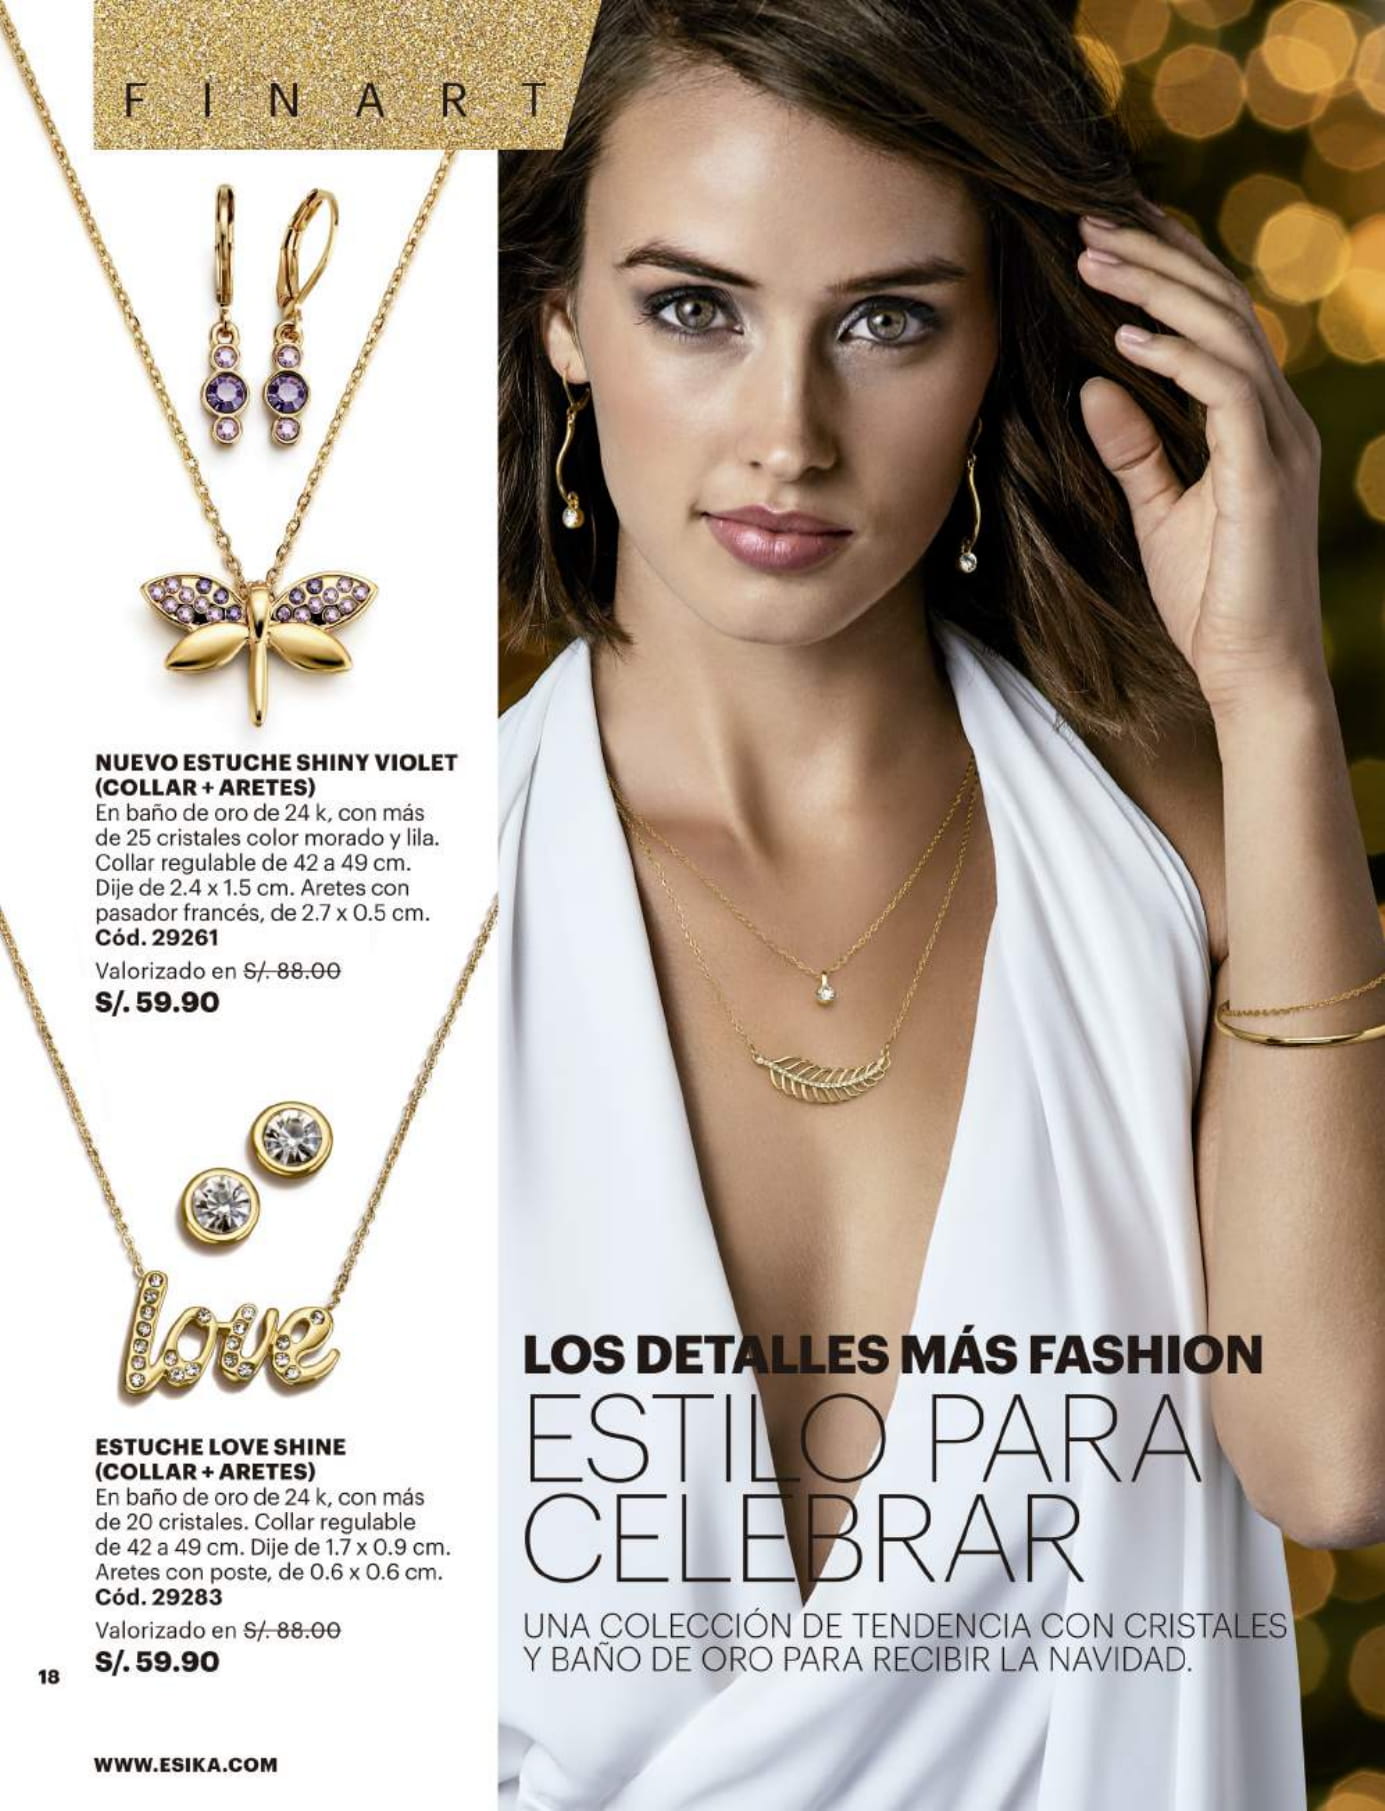 FINART
NUEVO ESTUCHE SHINY VIOLET
(COLLAR + ARETES)
En baño de oro de 24 k, con más
de 25 cristales color morado y lila.
Collar regulable de 42 a 49 cm.
Dije de 2.4 x 1.5 cm. Aretes con
pasador francés, de 2.7 x 0.5 cm.
Cód. 29261
Valorizado en S/. 88.00
S/. 59.90
love
ESTUCHE LOVE SHINE
(COLLAR + ARETES)
En baño de oro de 24 k, con más
de 20 cristales. Collar regulable
de 42 a 49 cm. Dije de 1.7 x 0.9 cm.
Aretes con poste, de 0.6 x 0.6 cm.
Cód. 29283
Valorizado en S/. 88.00
S/. 59.90
18
WWW.ESIKA.COM
LOS DETALLES MÁS FASHION
ESTILO PARA
CELEBRAR
UNA COLECCIÓN DE TENDENCIA CON CRISTALES
Y BAÑO DE ORO PARA RECIBIR LA NAVIDAD.